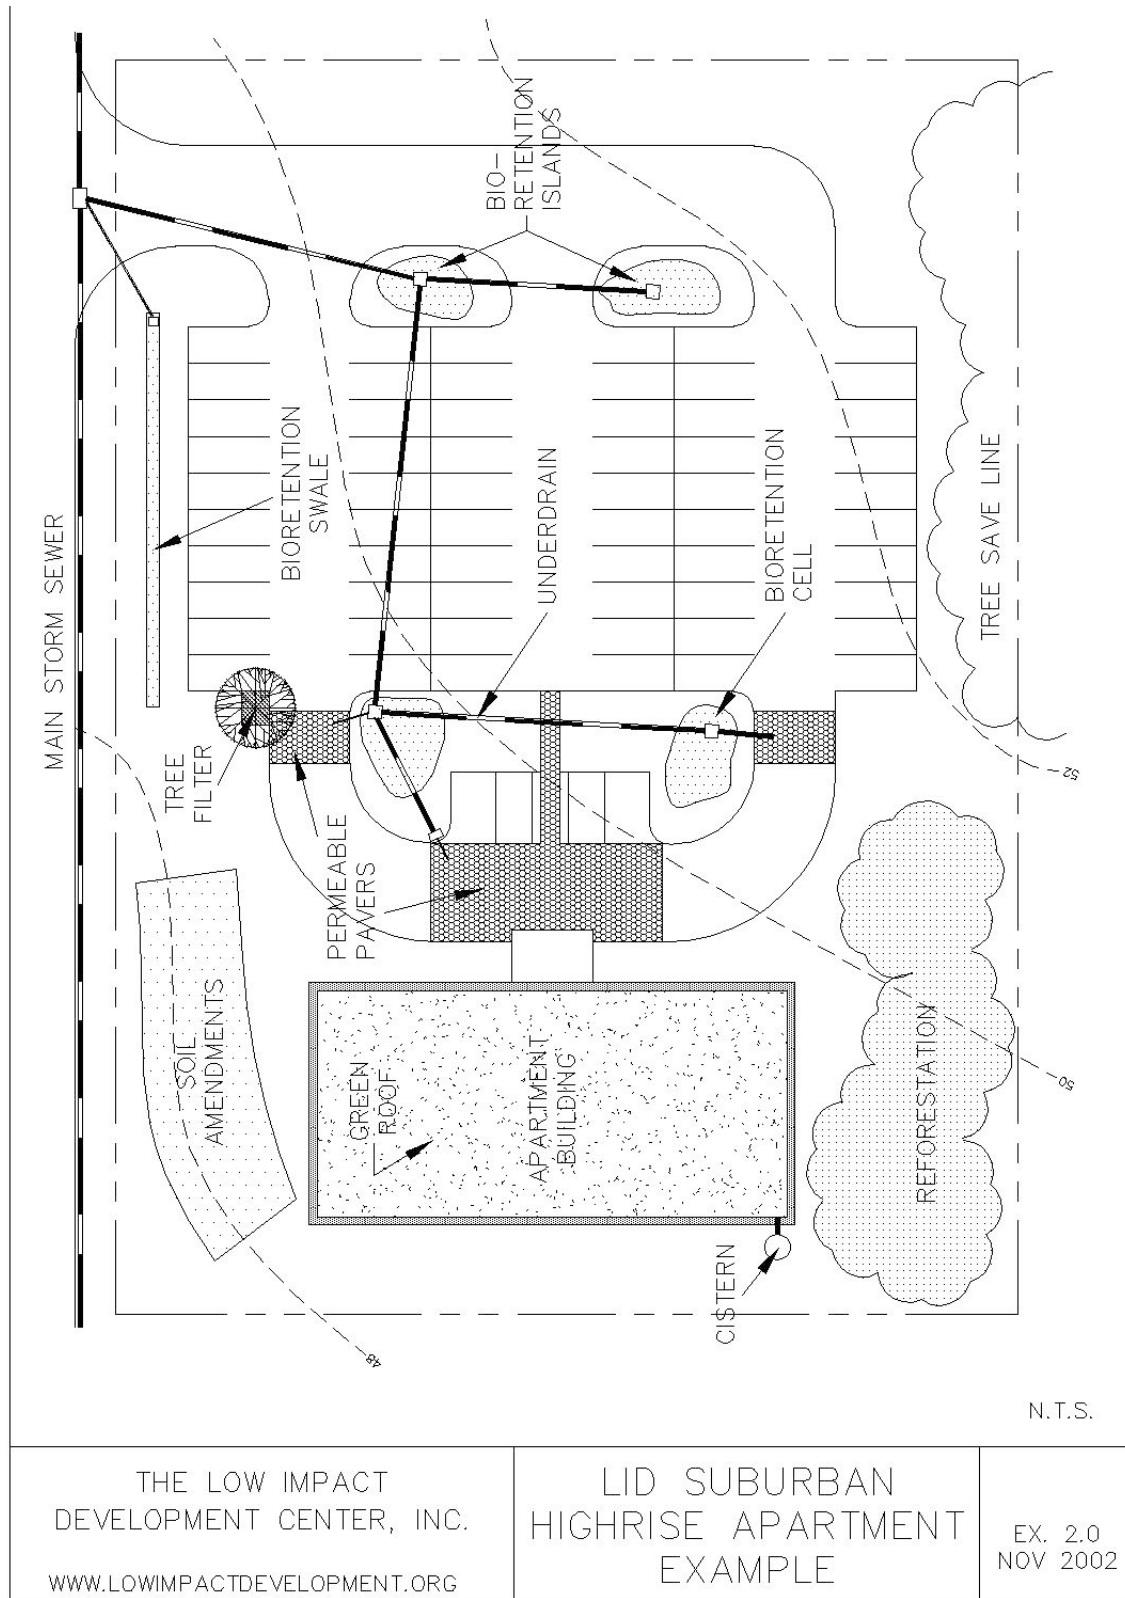 BIO-
RETENTION
ISLANDS
MAIN STORM SEWER
BIORETENTION
SWALE
UNDERDRAIN
BIORETENTION
CELL
TREE SAVE LINE
TREE
FILTER
PERMEABLE
PAVERS
52
SOIL
AMENDMENTS
GREEN
ROOF
APARTMENT
BUILDING
REFORESTATION
50
CISTERN
48
N.T.S.
THE LOW IMPACT
DEVELOPMENT CENTER, INC.
WWW.LOWIMPACTDEVELOPMENT.ORG
LID SUBURBAN
HIGHRISE APARTMENT
EXAMPLE
EX. 2.0
NOV 2002